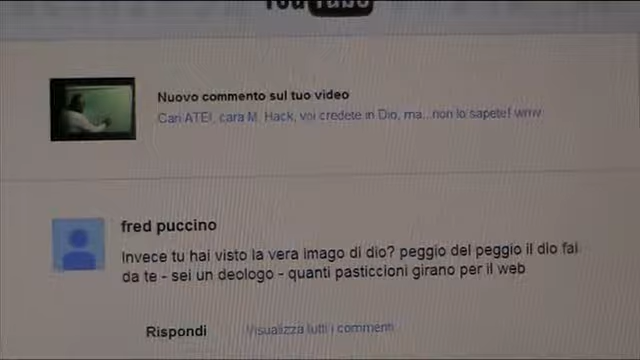 YouTube
Nuovo commento sul tuo video
Cari ATEI, cara M. Hack, voi credete in Dio, ma...non lo sapete! wmv
fred puccino
Invece tu hai visto la vera imago di dio? peggio del peggio il dio fai
da te - sei un deologo - quanti pasticcioni girano per il web
Rispondi
Visualizza tutti i commenti